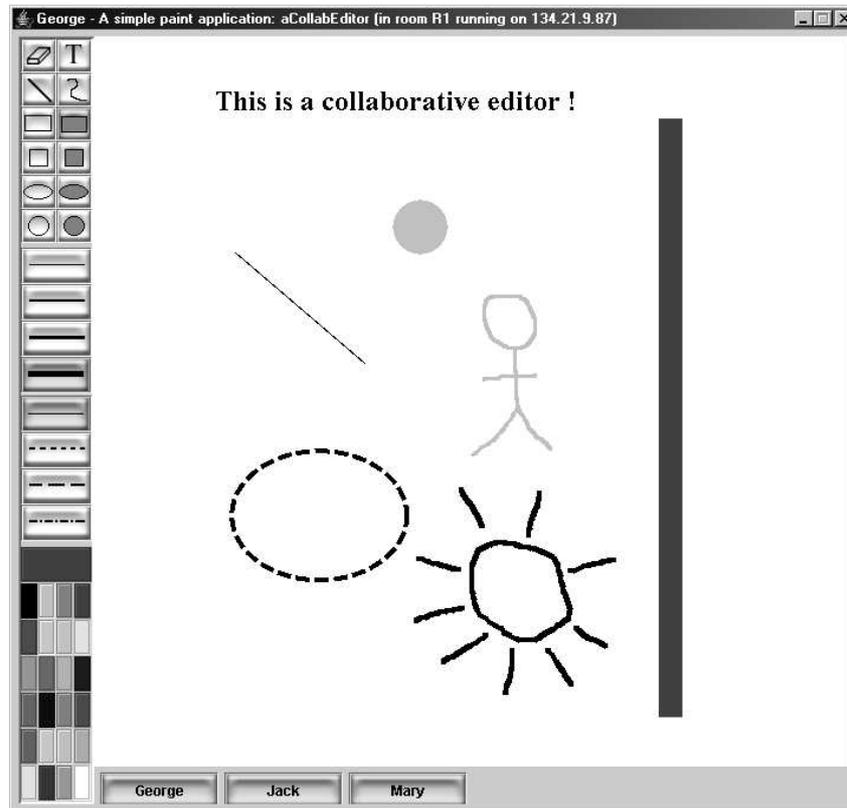 George - A simple paint application: aCollabEditor (in room R1 running on 134.21.9.87)
T
This is a collaborative editor !
George
Jack
Mary